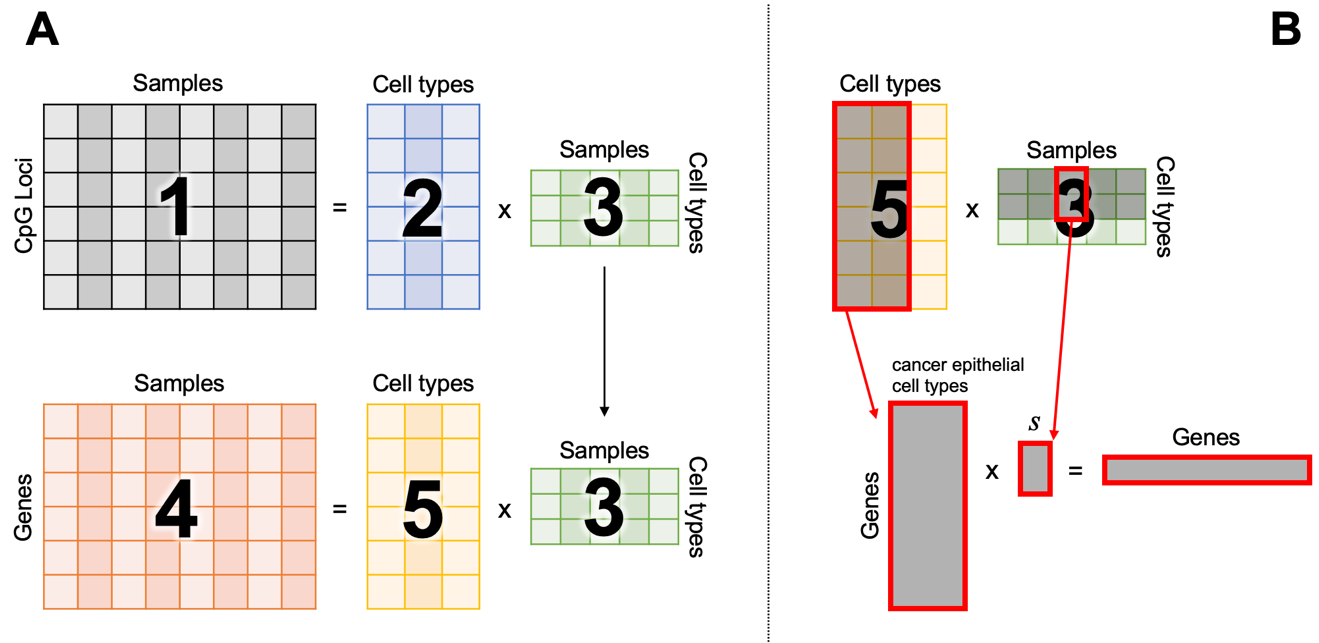 A
Samples
Cell types
Samples
CpG Loci
1
=
2
x
3
Cell types
Samples
Cell types
Samples
Genes
4
=
5
x
3
Cell types
B
Cell types
Samples
5
x
3
Cell types
cancer epithelial
cell types
Genes
x
s
=
Genes